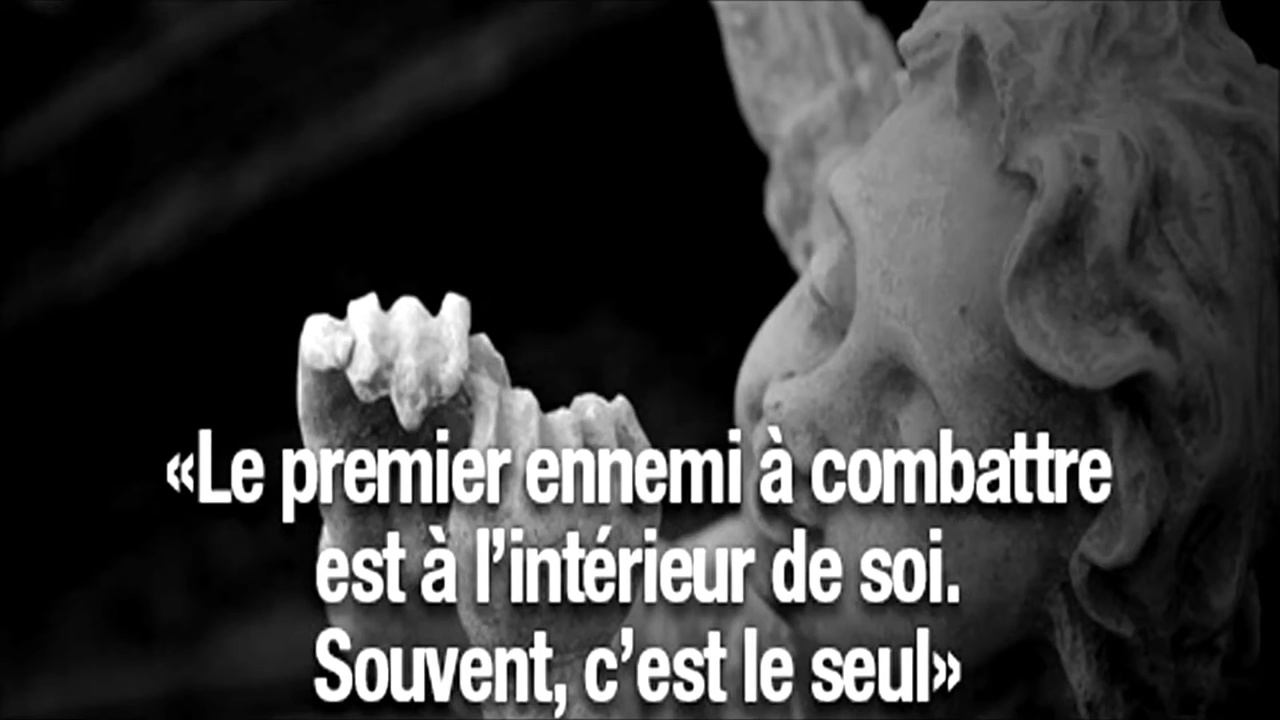 «Le premier ennemi à combattre
est à l’intérieur de soi.
Souvent, c’est le seul»